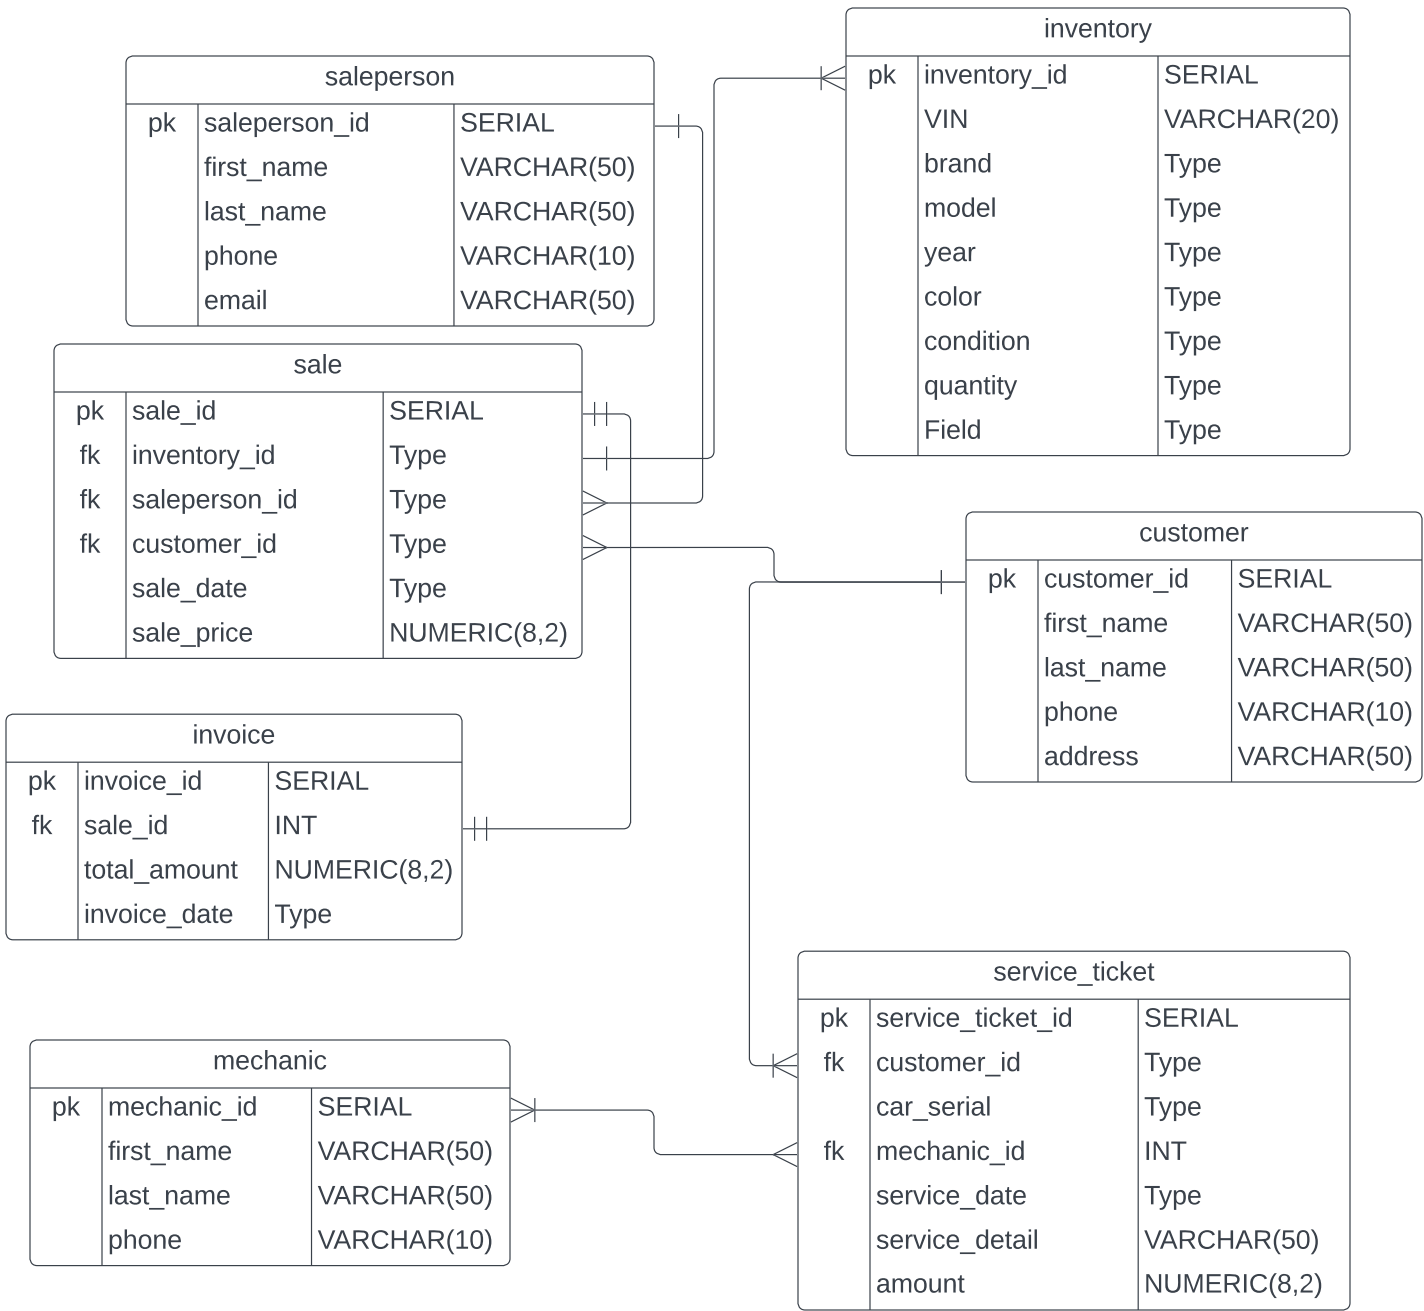 saleperson
pk saleperson_id SERIAL
first_name VARCHAR(50)
last_name VARCHAR(50)
phone VARCHAR(10)
email VARCHAR(50)
inventory
pk inventory_id SERIAL
VIN VARCHAR(20)
brand Type
model Type
year Type
color Type
condition Type
quantity Type
Field Type
sale
pk sale_id SERIAL
fk inventory_id Type
fk saleperson_id Type
fk customer_id Type
sale_date Type
sale_price NUMERIC(8,2)
customer
pk customer_id SERIAL
first_name VARCHAR(50)
last_name VARCHAR(50)
phone VARCHAR(10)
address VARCHAR(50)
invoice
pk invoice_id SERIAL
fk sale_id INT
total_amount NUMERIC(8,2)
invoice_date Type
mechanic
pk mechanic_id SERIAL
first_name VARCHAR(50)
last_name VARCHAR(50)
phone VARCHAR(10)
service_ticket
pk service_ticket_id SERIAL
fk customer_id Type
car_serial Type
fk mechanic_id INT
service_date Type
service_detail VARCHAR(50)
amount NUMERIC(8,2)